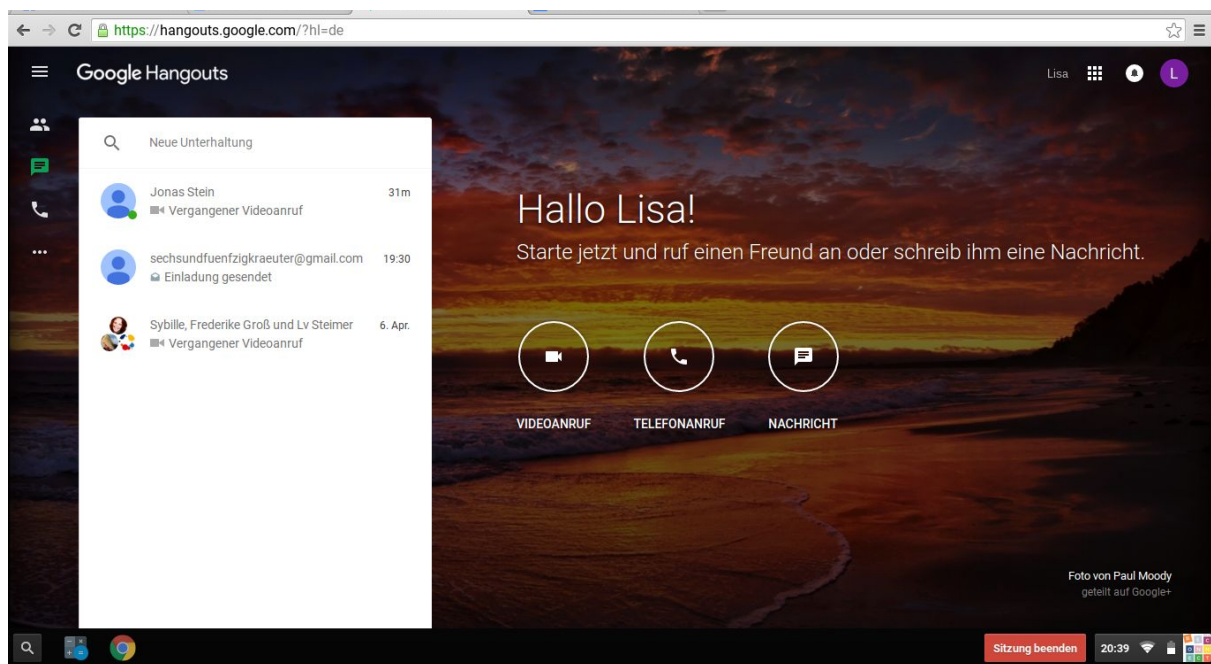 https://hangouts.google.com/?hl=de
Google Hangouts
Lisa
L
Neue Unterhaltung
Jonas Stein 31m
Vergangener Videoanruf
sechsundfuenfzigkraeuter@gmail.com 19:30
Einladung gesendet
Sybille, Frederike Groß und Lv Steimer 6. Apr.
Vergangener Videoanruf
Hallo Lisa!
Starte jetzt und ruf einen Freund an oder schreib ihm eine Nachricht.
VIDEOANRUF TELEFONANRUF NACHRICHT
Foto von Paul Moody
geteilt auf Google+
Sitzung beenden 20:39